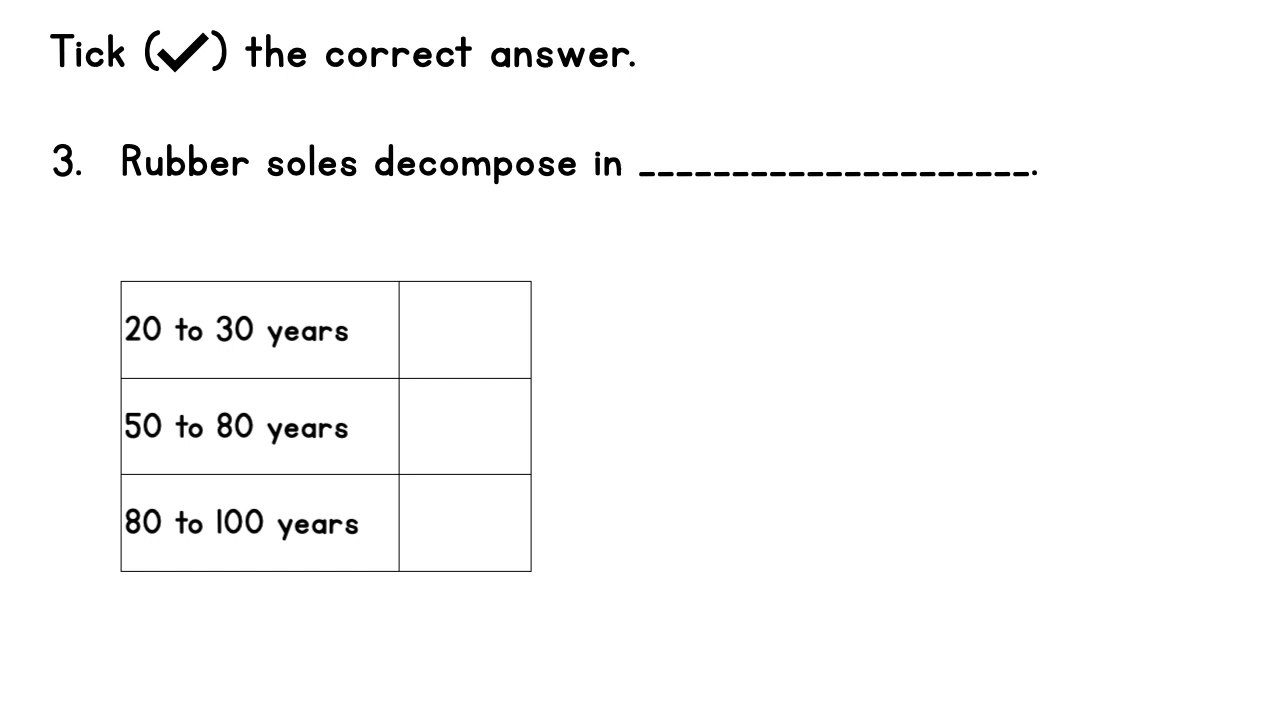 Tick (✔) the correct answer.
3. Rubber soles decompose in _____________________.
20 to 30 years
50 to 80 years
80 to 100 years